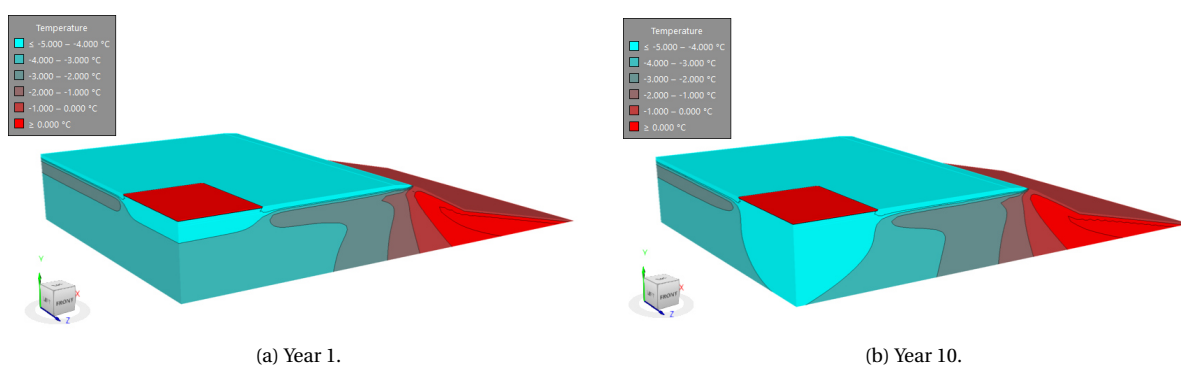 Temperature
≤ -5.000 – -4.000 °C
-4.000 – -3.000 °C
-3.000 – -2.000 °C
-2.000 – -1.000 °C
-1.000 – 0.000 °C
≥ 0.000 °C
Y
X
Z
FRONT
(a) Year 1.
Temperature
≤ -5.000 – -4.000 °C
-4.000 – -3.000 °C
-3.000 – -2.000 °C
-2.000 – -1.000 °C
-1.000 – 0.000 °C
≥ 0.000 °C
Y
X
Z
FRONT
(b) Year 10.